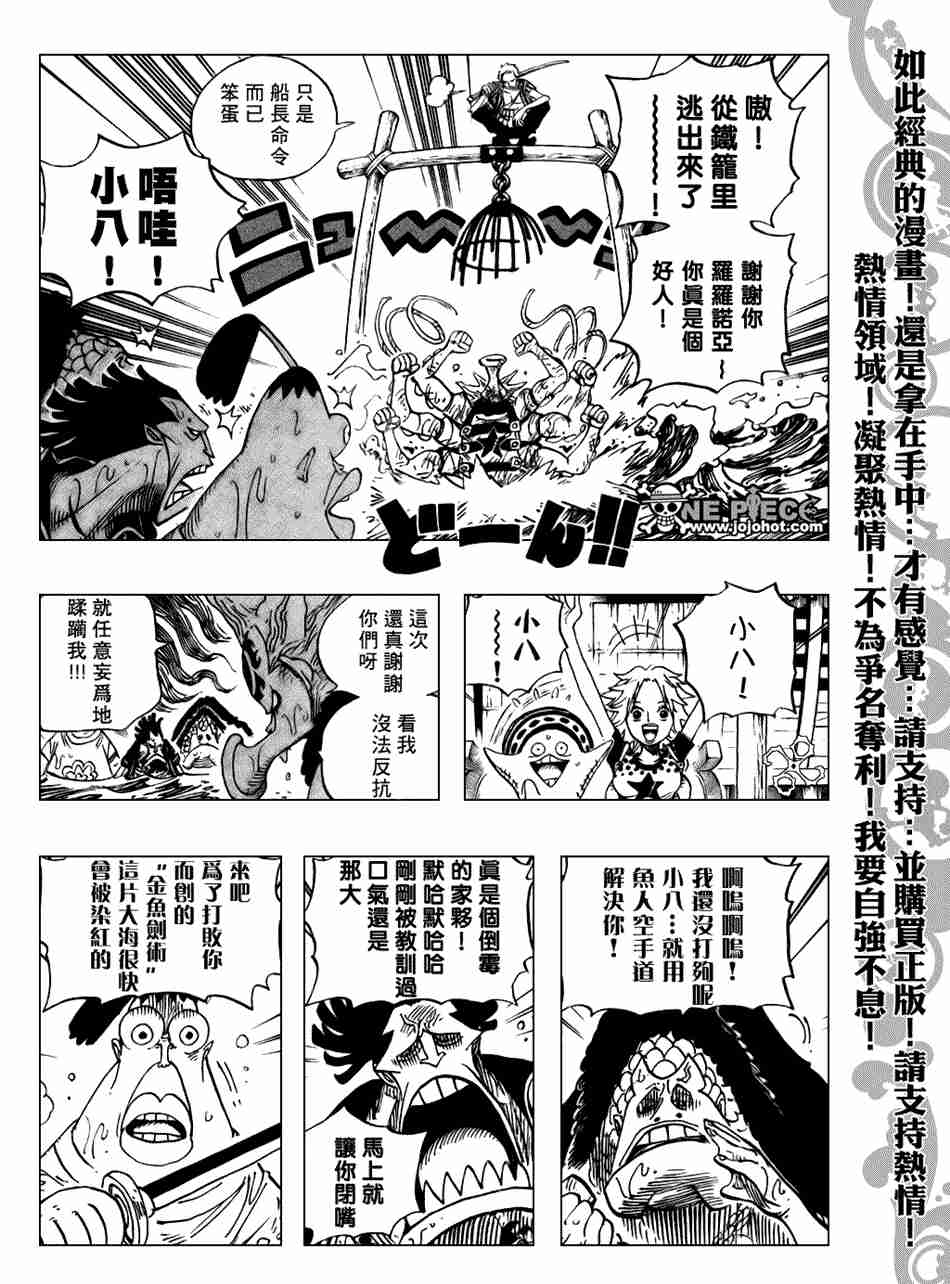 如此經典的漫畫！還是拿在手中…才有感覺…請支持…並購買正版！請支持熱情！
熱情領域！凝聚熱情！不為爭名奪利！我要自強不息！
嗷！
從鐵籠里
逃出來了
～～！
謝謝你
羅羅諾亞～
你眞是個
好人！
只是
船長命令
而已
笨蛋
唔哇！
小八！
ニュ〜〜〜!!
どーん!!
ONE PIECE
www.jojohot.com
小八！
小八～
這次
還真謝謝
你們呀
看我
沒法反抗
就任意妄爲地
蹂躪我!!!
啊嗚啊嗚！
我還沒打夠呢
小八…就用
魚人空手道
解決你！
眞是個倒霉
的家夥！
默哈默哈哈
剛剛被教訓過
口氣還是
那大
馬上就
讓你閉嘴
來吧
爲了打敗你
而創的
“金魚劍術”
這片大海很快
會被染紅的